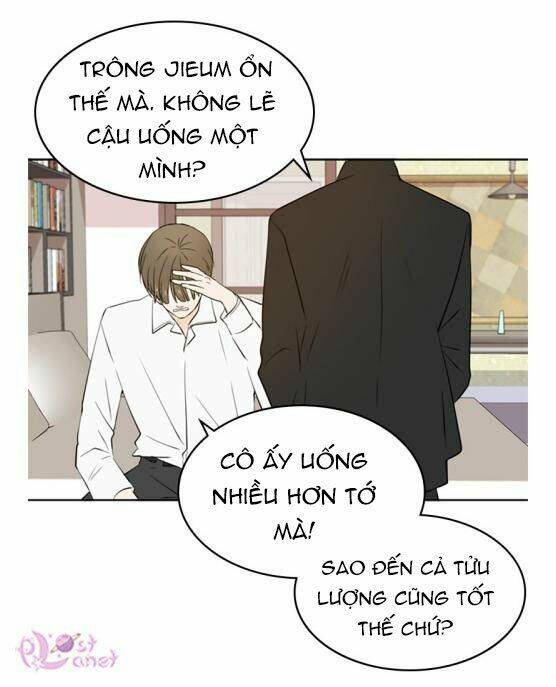 TRÔNG JIEUM ỔN
THẾ MÀ. KHÔNG LẼ
CẬU UỐNG MỘT
MÌNH?
CÔ ẤY UỐNG
NHIỀU HƠN TỚ
MÀ!
SAO ĐẾN CẢ TỬU
LƯỢNG CŨNG TỐT
THẾ CHỨ?
Lost
Planet